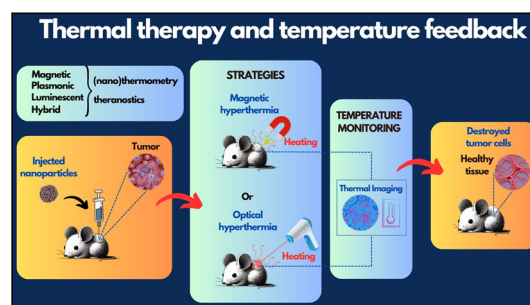 Thermal therapy and temperature feedback
Magnetic
Plasmonic
Luminescent
Hybrid
(nano)thermometry
theranostics
Injected
nanoparticles
Tumor
STRATEGIES
Magnetic
hyperthermia
Heating
Or
Optical
hyperthermia
Heating
TEMPERATURE
MONITORING
Thermal Imaging
Destroyed
tumor cells
Healthy
tissue